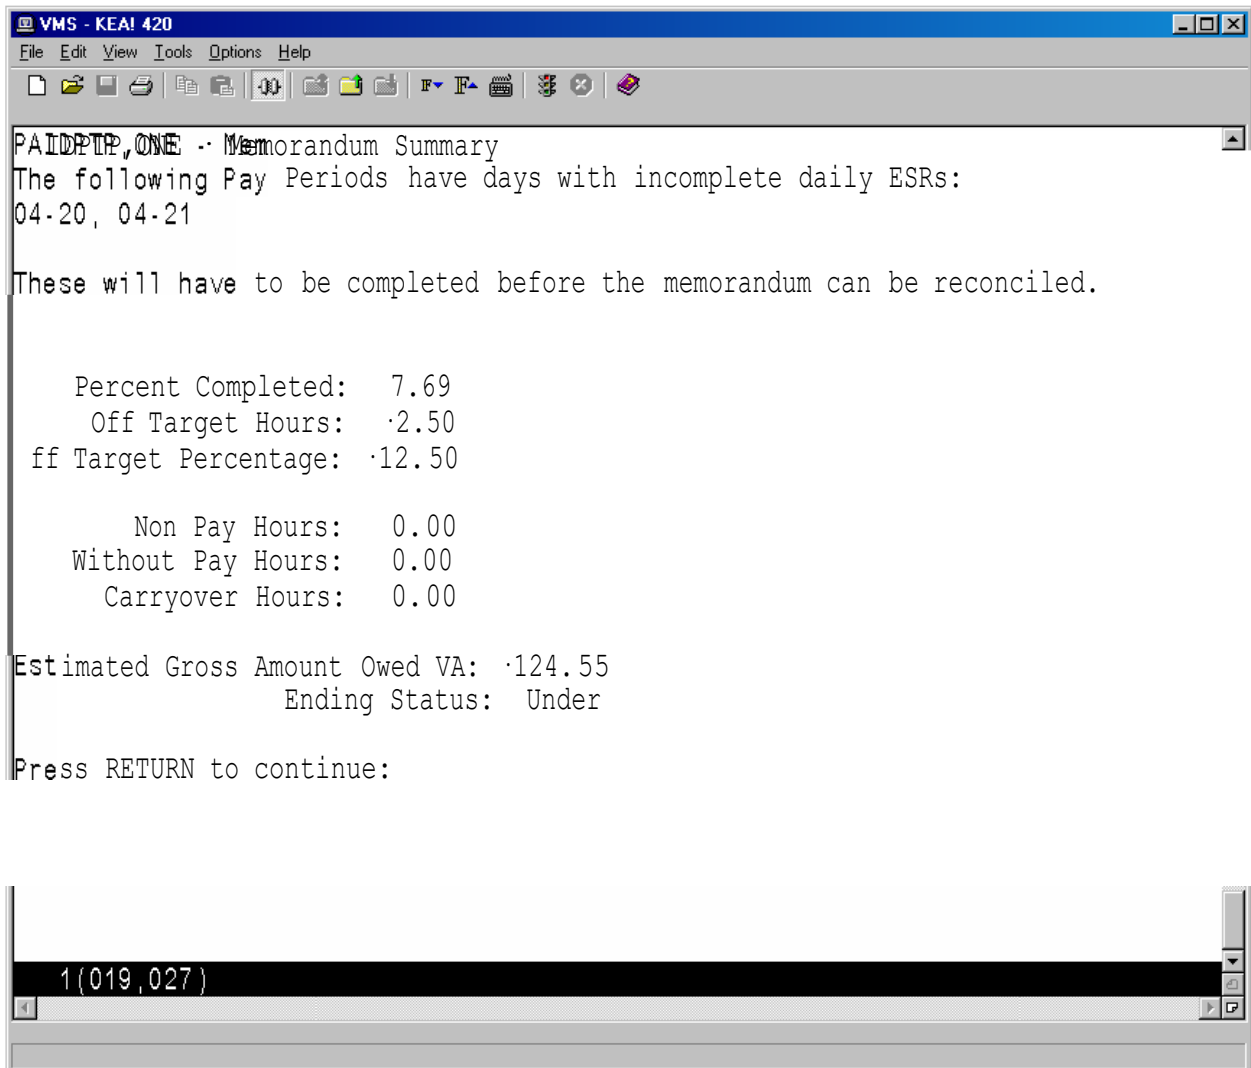 VMS - KEA! 420
File Edit View Tools Options Help
PAIDPTP,ONE - Memorandum Summary
The following Pay Periods have days with incomplete daily ESRs:
04-20, 04-21
These will have to be completed before the memorandum can be reconciled.
Percent Completed: 7.69
Off Target Hours: -2.50
ff Target Percentage: -12.50
Non Pay Hours: 0.00
Without Pay Hours: 0.00
Carryover Hours: 0.00
Estimated Gross Amount Owed VA: -124.55
Ending Status: Under
Press RETURN to continue:
1(019,027)